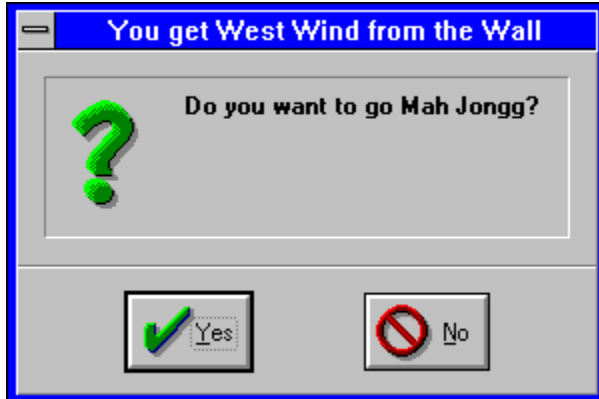 You get West Wind from the Wall
Do you want to go Mah Jongg?
Yes
No